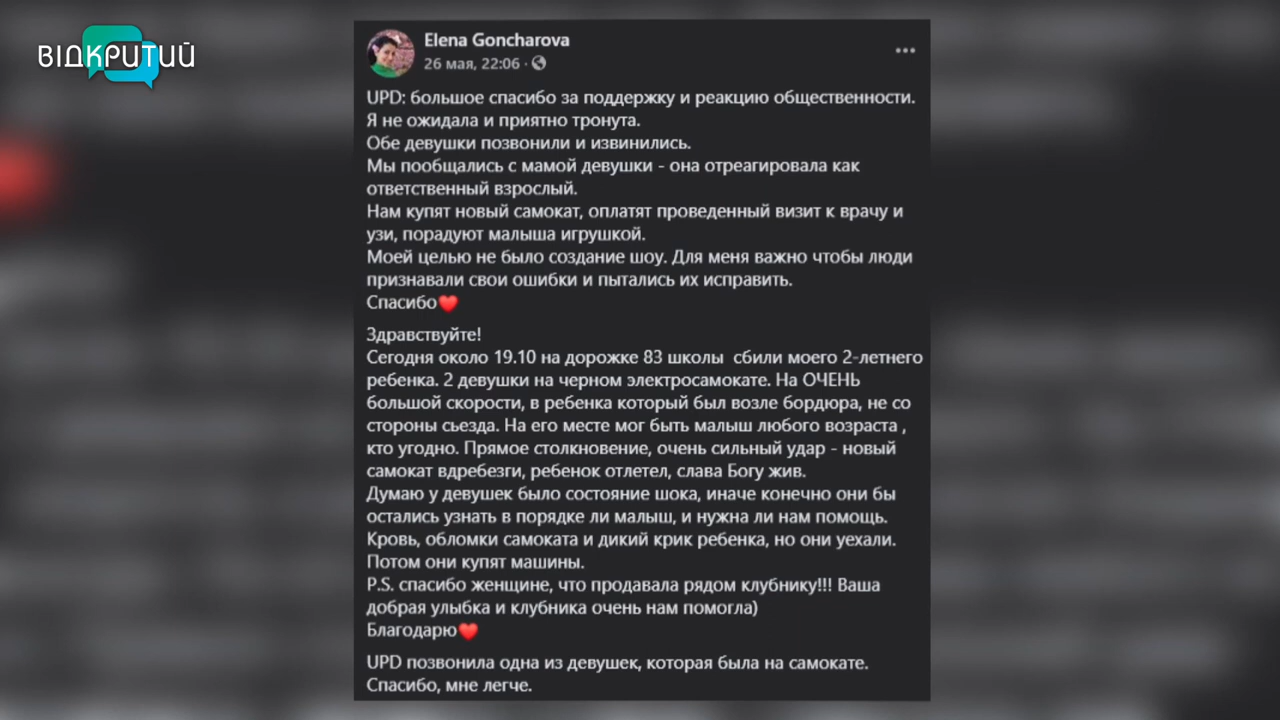 ВІДКРИТИЙ
Elena Goncharova
26 мая, 22:06
UPD: большое спасибо за поддержку и реакцию общественности.
Я не ожидала и приятно тронута.
Обе девушки позвонили и извинились.
Мы пообщались с мамой девушки - она отреагировала как
ответственный взрослый.
Нам купят новый самокат, оплатят проведенный визит к врачу и
узи, порадуют малыша игрушкой.
Моей целью не было создание шоу. Для меня важно чтобы люди
признавали свои ошибки и пытались их исправить.
Спасибо❤️
Здравствуйте!
Сегодня около 19.10 на дорожке 83 школы сбили моего 2-летнего
ребенка. 2 девушки на черном электросамокате. На ОЧЕНЬ
большой скорости, в ребенка который был возле бордюра, не со
стороны сьезда. На его месте мог быть малыш любого возраста ,
кто угодно. Прямое столкновение, очень сильный удар - новый
самокат вдребезги, ребенок отлетел, слава Богу жив.
Думаю у девушек было состояние шока, иначе конечно они бы
остались узнать в порядке ли малыш, и нужна ли нам помощь.
Кровь, обломки самоката и дикий крик ребенка, но они уехали.
Потом они купят машины.
P.S. спасибо женщине, что продавала рядом клубнику!!! Ваша
добрая улыбка и клубника очень нам помогла)
Благодарю❤️
UPD позвонила одна из девушек, которая была на самокате.
Спасибо, мне легче.